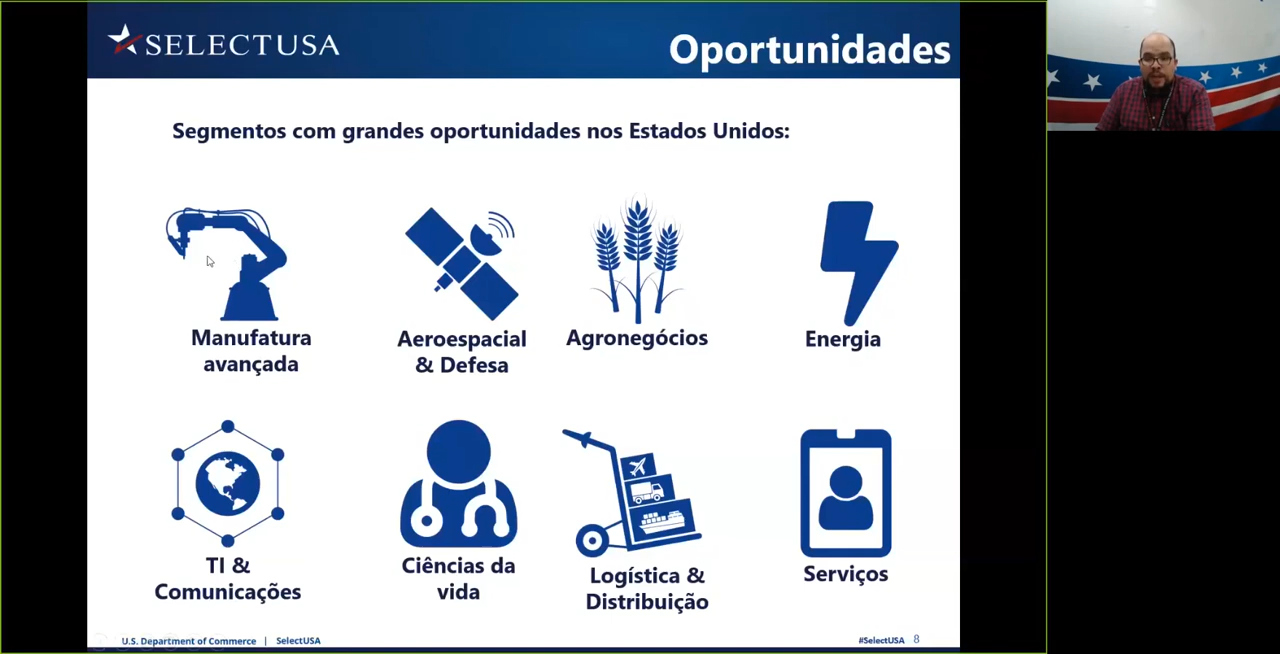 SELECTUSA
Oportunidades
Segmentos com grandes oportunidades nos Estados Unidos:
Manufatura
avançada
Aeroespacial
& Defesa
Agronegócios
Energia
TI &
Comunicações
Ciências da
vida
Logística &
Distribuição
Serviços
U.S. Department of Commerce | SelectUSA
#SelectUSA 8